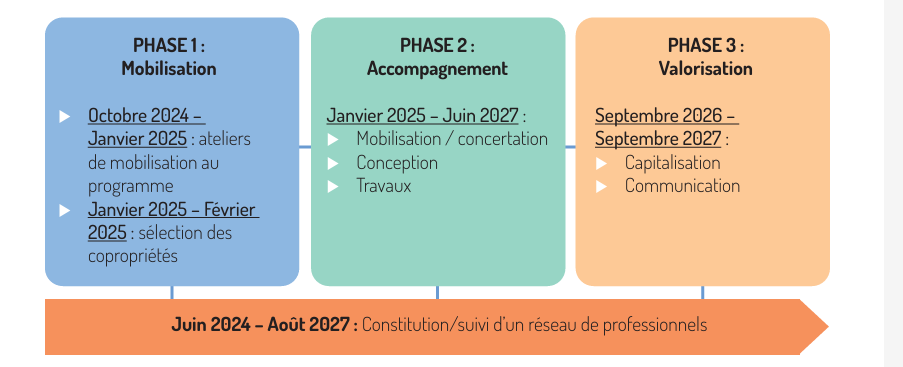 PHASE 1 :
Mobilisation
Octobre 2024 –
Janvier 2025 : ateliers
de mobilisation au
programme
Janvier 2025 – Février
2025 : sélection des
copropriétés
PHASE 2 :
Accompagnement
Janvier 2025 – Juin 2027 :
Mobilisation / concertation
Conception
Travaux
PHASE 3 :
Valorisation
Septembre 2026 –
Septembre 2027 :
Capitalisation
Communication
Juin 2024 – Août 2027 : Constitution/suivi d'un réseau de professionnels